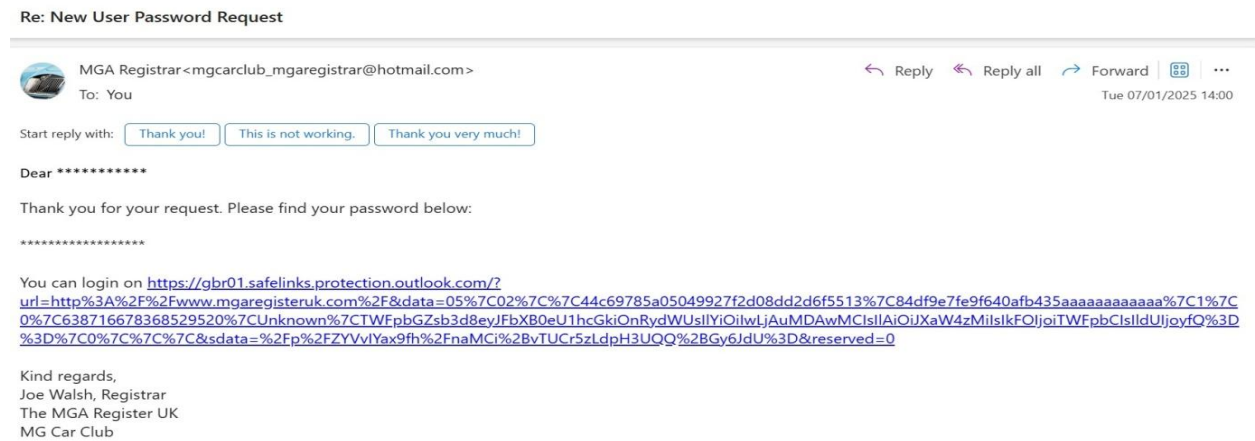 Re: New User Password Request
MGA Registrar<mgcarclub_mgaregistrar@hotmail.com>
Reply Reply all Forward
To: You
Tue 07/01/2025 14:00
Start reply with: Thank you! This is not working. Thank you very much!
Dear ***********
Thank you for your request. Please find your password below:
******************
You can login on https://gbr01.safelinks.protection.outlook.com/?
url=http%3A%2F%2Fwww.mgaregisteruk.com%2F&data=05%7C02%7C%7C44c69785a05049927f2d08dd2d6f5513%7C84df9e7fe9f640afb435aaaaaaaaaaaa%7C1%7C
0%7C638716678368529520%7CUnknown%7CTWFpbGZsb3d8eyJFbXB0eU1hcGkiOnRydWUsIlYiOiIwLjAuMDAwMCIsIlAiOiJXaW4zMiIsIkFOIjoiTWFpbCIsIldUIjoyfQ%3D
%3D%7C0%7C%7C%7C&sdata=%2Fp%2FZYVvIYax9fh%2FnaMCi%2BvTUCr5zLdpH3UQQ%2BGy6JdU%3D&reserved=0
Kind regards,
Joe Walsh, Registrar
The MGA Register UK
MG Car Club